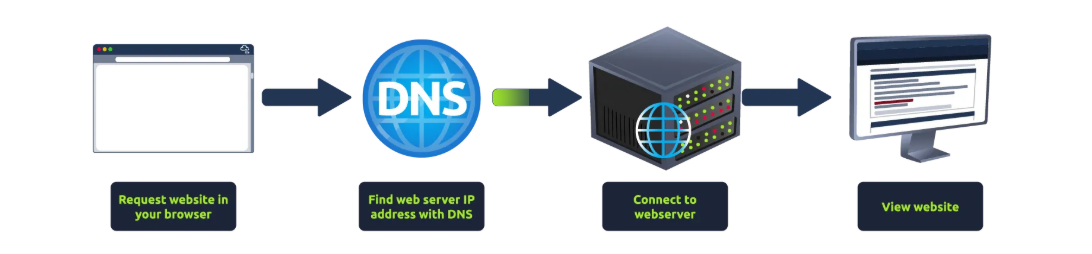 DNS
Request website in
your browser
Find web server IP
address with DNS
Connect to
webserver
View website